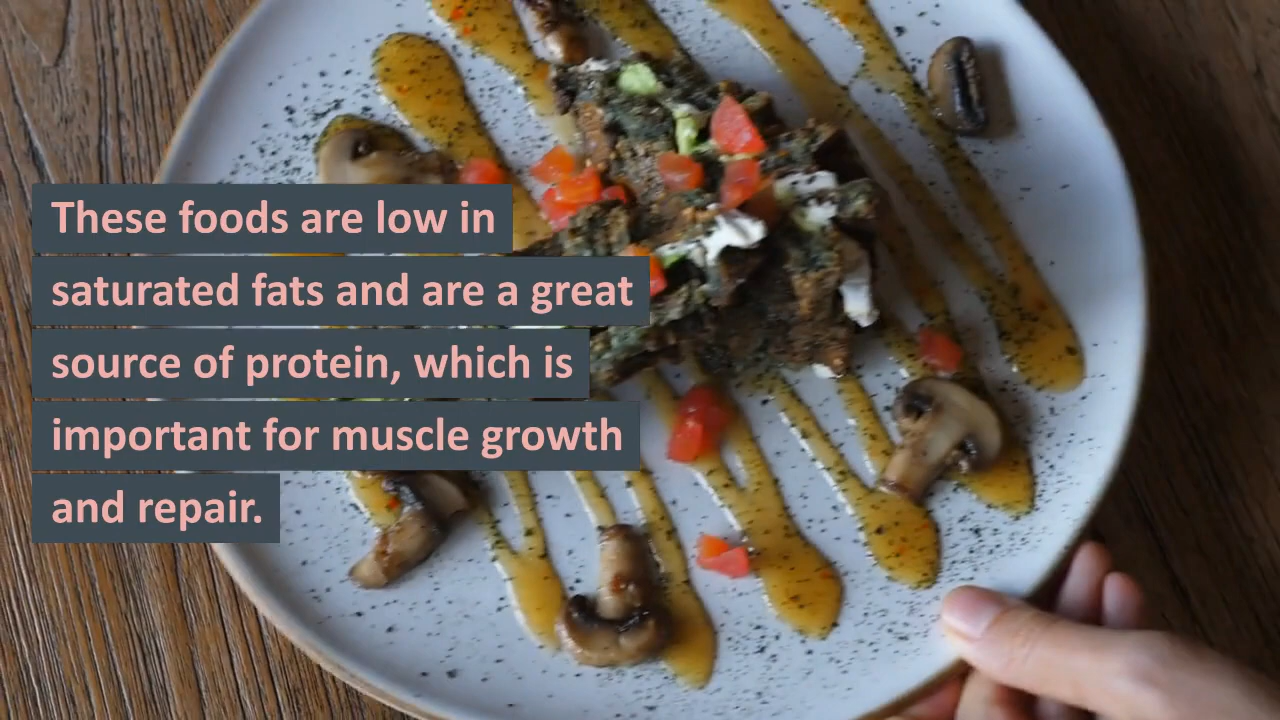 These foods are low in
saturated fats and are a great
source of protein, which is
important for muscle growth
and repair.